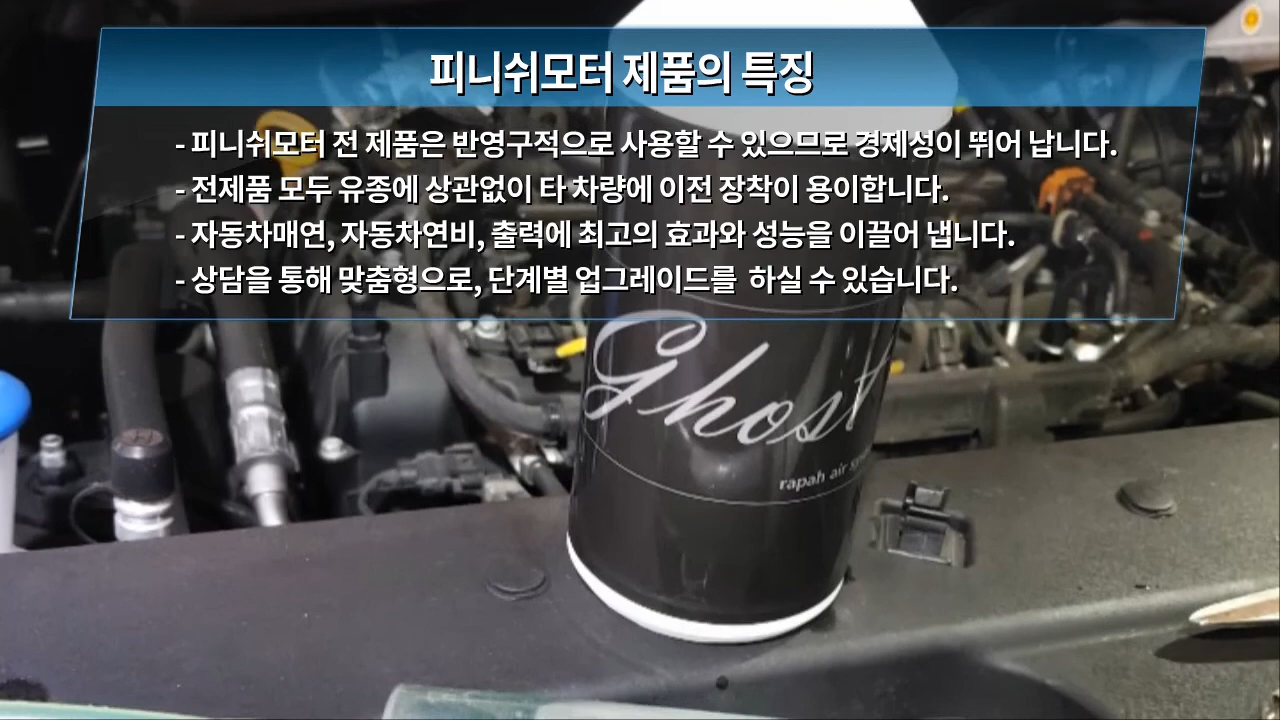 피니쉬모터 제품의 특징
- 피니쉬모터 전 제품은 반영구적으로 사용할 수 있으므로 경제성이 뛰어 납니다.
- 전제품 모두 유종에 상관없이 타 차량에 이전 장착이 용이합니다.
- 자동차매연, 자동차연비, 출력에 최고의 효과와 성능을 이끌어 냅니다.
- 상담을 통해 맞춤형으로, 단계별 업그레이드를 하실 수 있습니다.
Ghost
rapah air